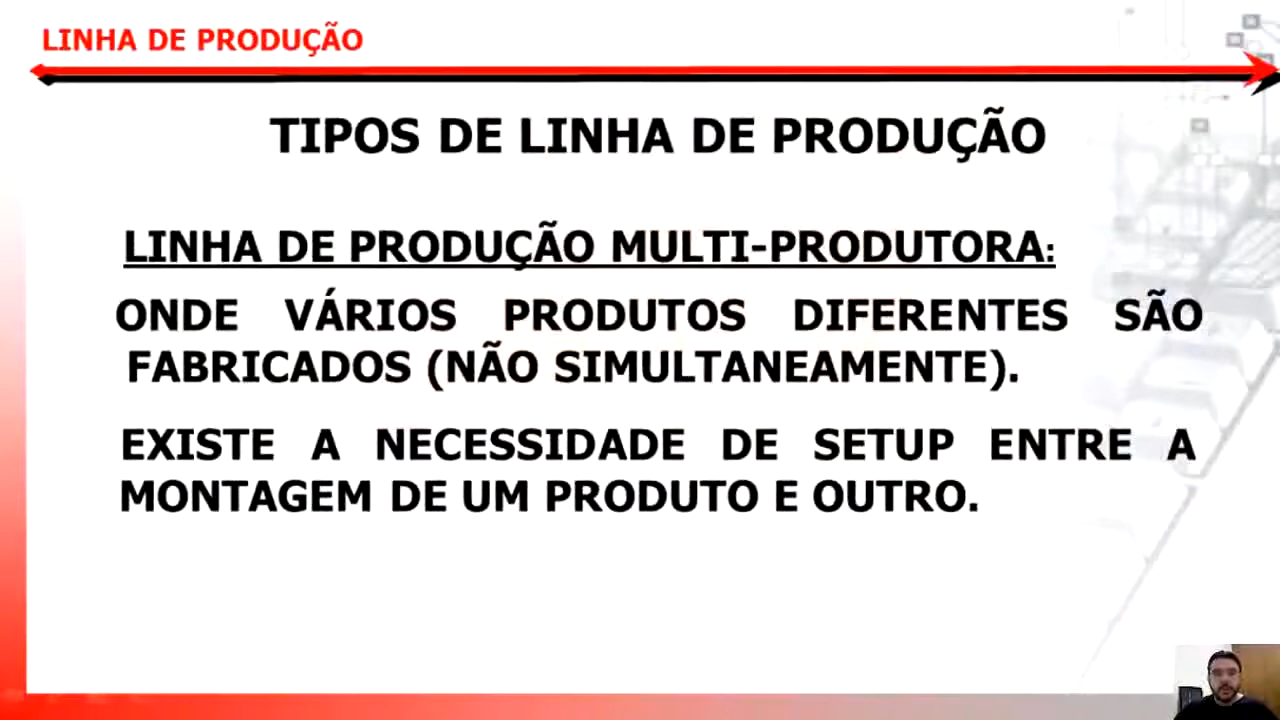 LINHA DE PRODUÇÃO
TIPOS DE LINHA DE PRODUÇÃO
LINHA DE PRODUÇÃO MULTI-PRODUTORA:
ONDE VÁRIOS PRODUTOS DIFERENTES SÃO
FABRICADOS (NÃO SIMULTANEAMENTE).
EXISTE A NECESSIDADE DE SETUP ENTRE A
MONTAGEM DE UM PRODUTO E OUTRO.